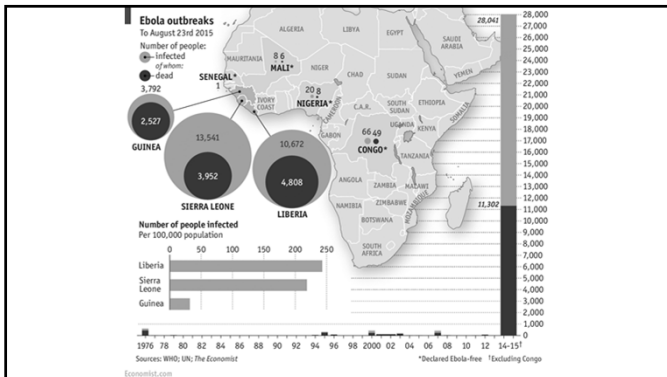 Ebola outbreaks
To August 23rd 2015
Number of people:
infected
of whom:
dead
3,792
2,527
GUINEA
SENEGAL*
1
13,541
3,952
SIERRA LEONE
10,672
4,808
LIBERIA
MAURITANIA
ALGERIA
LIBYA
EGYPT
SAUDI
ARABIA
YEMEN
8 6
MALI*
NIGER
CHAD
SUDAN
IVORY
COAST
20 8
NIGERIA*
CAMEROON
C.A.R.
SOUTH
SUDAN
ETHIOPIA
SOMALIA
GABON
66 49
CONGO*
UGANDA
KENYA
TANZANIA
ANGOLA
ZAMBIA
MALAWI
MOZAMBIQUE
NAMIBIA
ZIMBABWE
BOTSWANA
SOUTH
AFRICA
28,041
11,302
28,000
27,000
26,000
25,000
24,000
23,000
22,000
21,000
20,000
19,000
18,000
17,000
16,000
15,000
14,000
13,000
12,000
11,000
10,000
9,000
8,000
7,000
6,000
5,000
4,000
3,000
2,000
1,000
0
Number of people infected
Per 100,000 population
0 50 100 150 200 250
Liberia
Sierra
Leone
Guinea
1976 78 80 82 84 86 88 90 92 94 96 98 2000 02 04 06 08 10 12 14-15†
Sources: WHO; UN; The Economist
*Declared Ebola-free †Excluding Congo
Economist.com